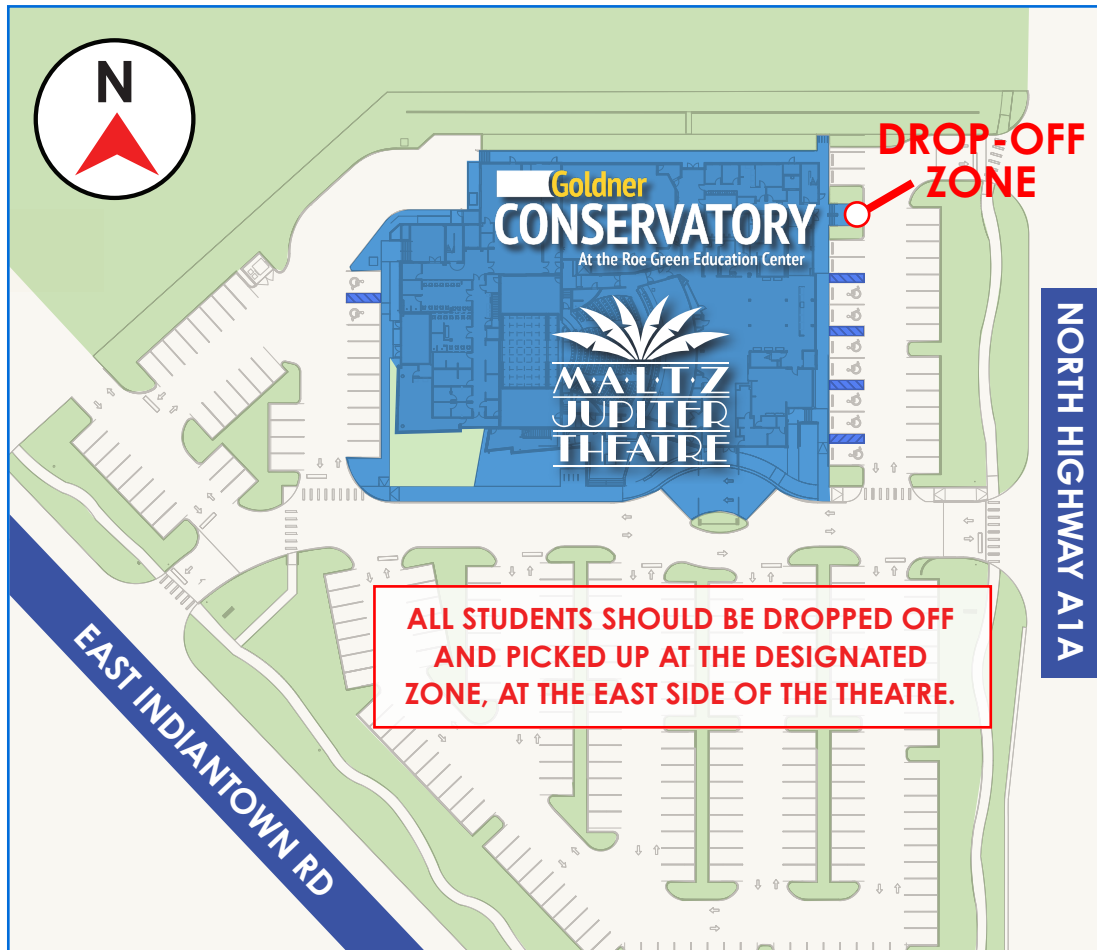 N
DROP-OFF
ZONE
Goldner
CONSERVATORY
At the Roe Green Education Center
M·A·L·T·Z
JUPITER
THEATRE
NORTH HIGHWAY A1A
ALL STUDENTS SHOULD BE DROPPED OFF
AND PICKED UP AT THE DESIGNATED
ZONE, AT THE EAST SIDE OF THE THEATRE.
EAST INDIANTOWN RD